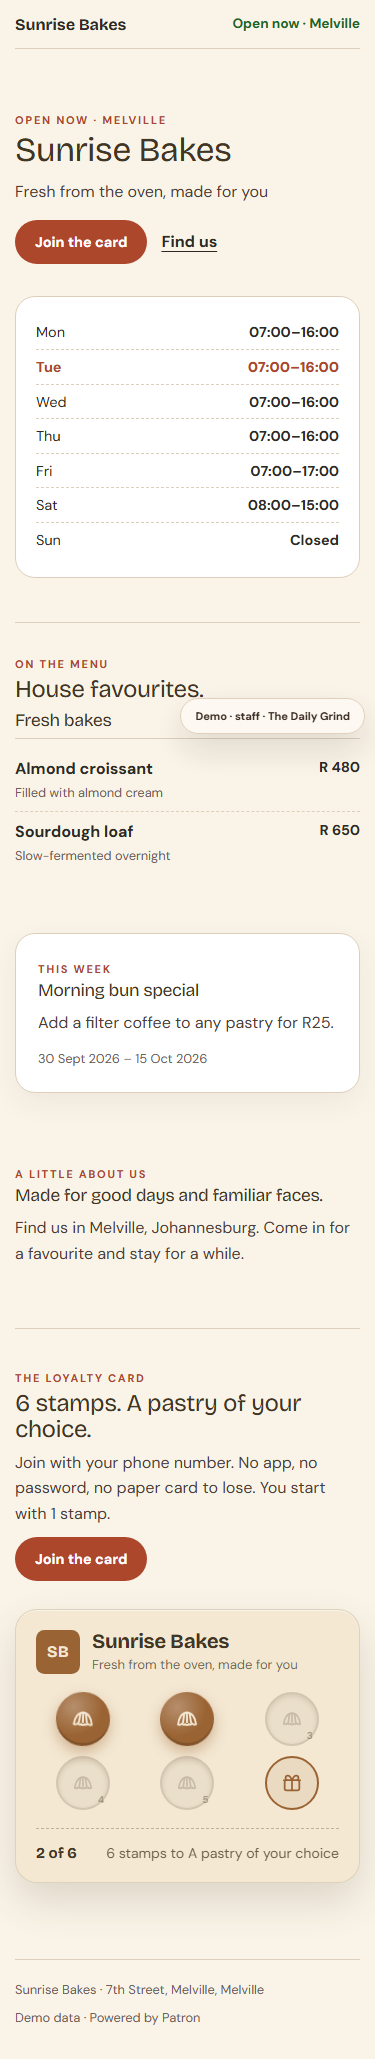 Sunrise Bakes
Open now · Melville
OPEN NOW · MELVILLE
Sunrise Bakes
Fresh from the oven, made for you
Join the card
Find us
Mon 07:00–16:00
Tue 07:00–16:00
Wed 07:00–16:00
Thu 07:00–16:00
Fri 07:00–17:00
Sat 08:00–15:00
Sun Closed
ON THE MENU
House favourites.
Fresh bakes
Demo · staff · The Daily Grind
Almond croissant R 480
Filled with almond cream
Sourdough loaf R 650
Slow-fermented overnight
THIS WEEK
Morning bun special
Add a filter coffee to any pastry for R25.
30 Sept 2026 – 15 Oct 2026
A LITTLE ABOUT US
Made for good days and familiar faces.
Find us in Melville, Johannesburg. Come in for
a favourite and stay for a while.
THE LOYALTY CARD
6 stamps. A pastry of your
choice.
Join with your phone number. No app, no
password, no paper card to lose. You start
with 1 stamp.
Join the card
SB
Sunrise Bakes
Fresh from the oven, made for you
3
4
5
2 of 6
6 stamps to A pastry of your choice
Sunrise Bakes · 7th Street, Melville, Melville
Demo data · Powered by Patron